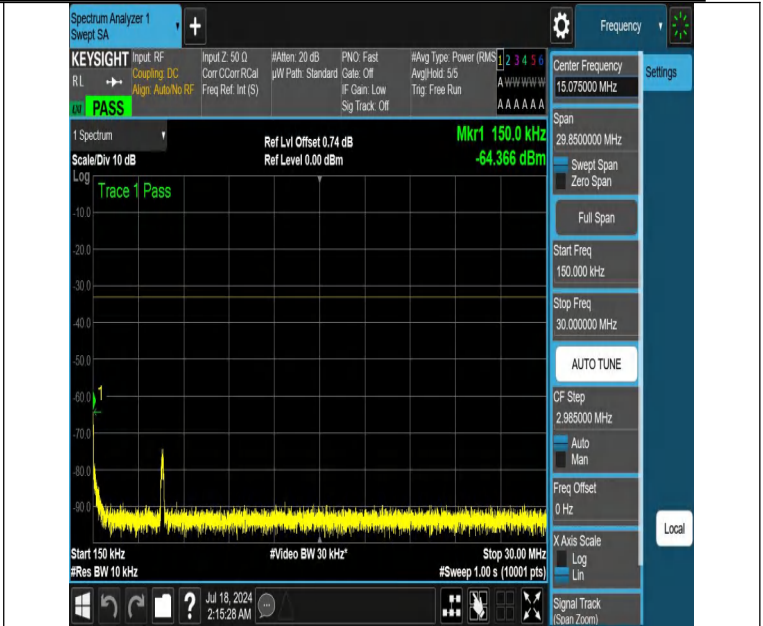 Spectrum Analyzer 1
Swept SA
+
Frequency
KEYSIGHT
RL
LXI PASS
Input: RF
Coupling: DC
Align: Auto/No RF
Input Z: 50 Ω
Corr CCorr RCal
Freq Ref: Int (S)
#Atten: 20 dB
µW Path: Standard
PNO: Fast
Gate: Off
IF Gain: Low
Sig Track: Off
#Avg Type: Power (RMS
Avg|Hold: 5/5
Trig: Free Run
1 2 3 4 5 6
A W W W W W
A A A A A A
1 Spectrum
Scale/Div 10 dB
Ref Lvl Offset 0.74 dB
Ref Level 0.00 dBm
Mkr1 150.0 kHz
-64.366 dBm
Log
Trace 1 Pass
-10.0
-20.0
-30.0
-40.0
-50.0
-60.0
1
-70.0
-80.0
-90.0
Start 150 kHz
#Res BW 10 kHz
#Video BW 30 kHz*
Stop 30.00 MHz
#Sweep 1.00 s (10001 pts)
Center Frequency
15.075000 MHz
Settings
Span
29.8500000 MHz
Swept Span
Zero Span
Full Span
Start Freq
150.000 kHz
Stop Freq
30.000000 MHz
AUTO TUNE
CF Step
2.985000 MHz
Auto
Man
Freq Offset
0 Hz
X Axis Scale
Log
Lin
Local
Signal Track
(Span Zoom)
?
Jul 18, 2024
2:15:28 AM